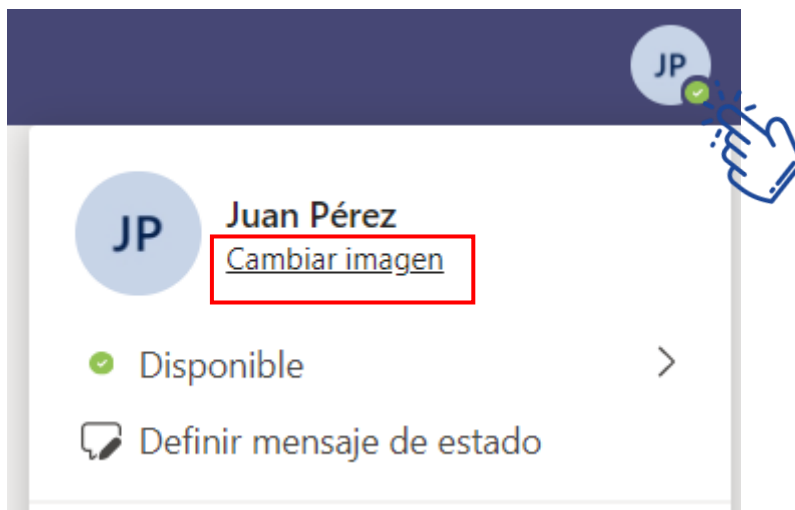 JP
JP
Juan Pérez
Cambiar imagen
Disponible
Definir mensaje de estado